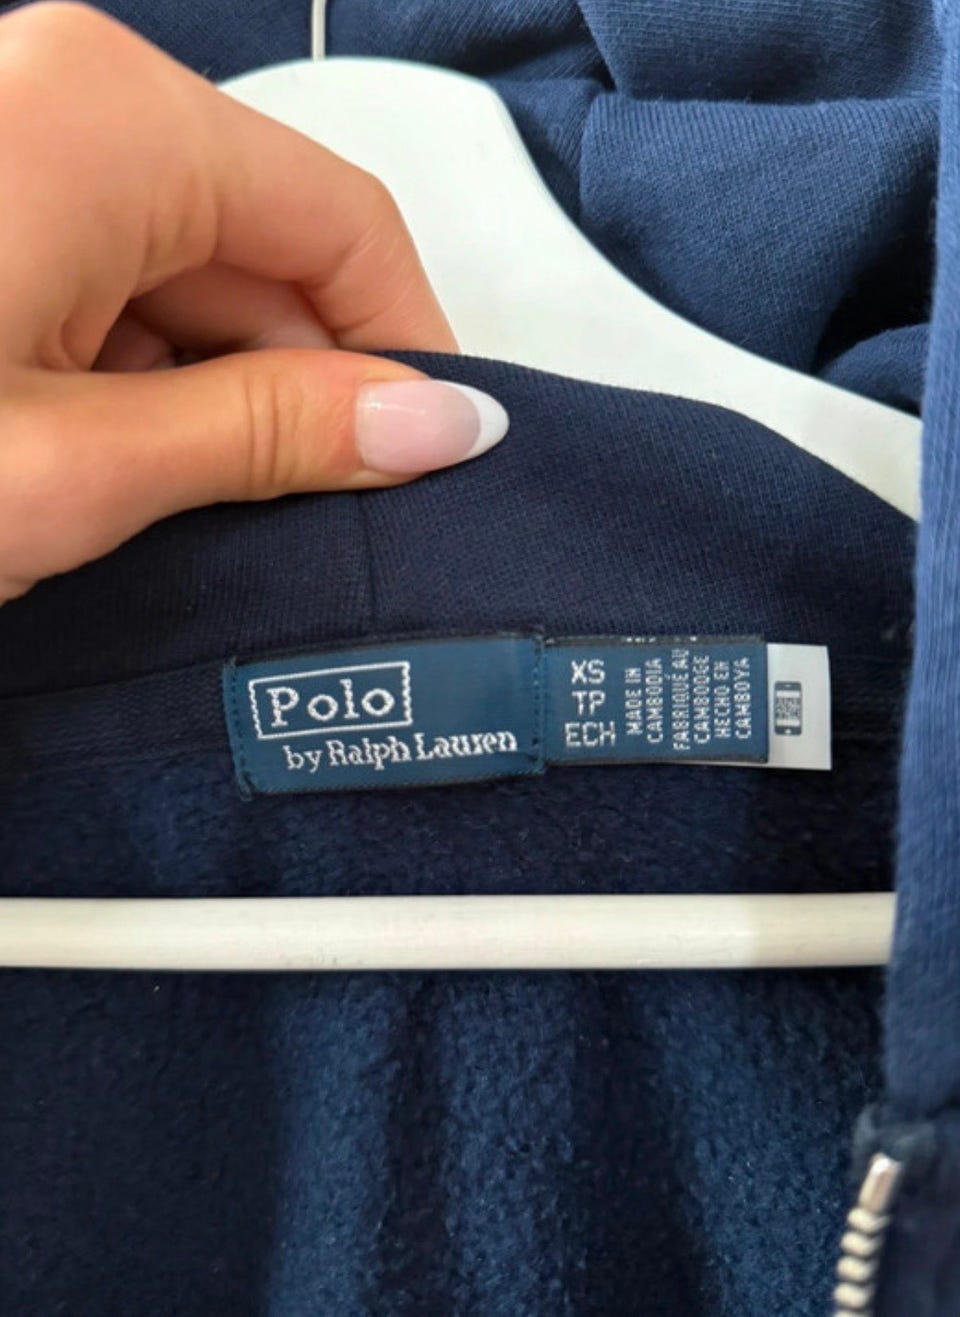 Polo
by Ralph Lauren
XS
TP
ECH
MADE IN
CAMBODIA
FABRIQUÉ AU
CAMBODGE
HECHO EN
CAMBOYA